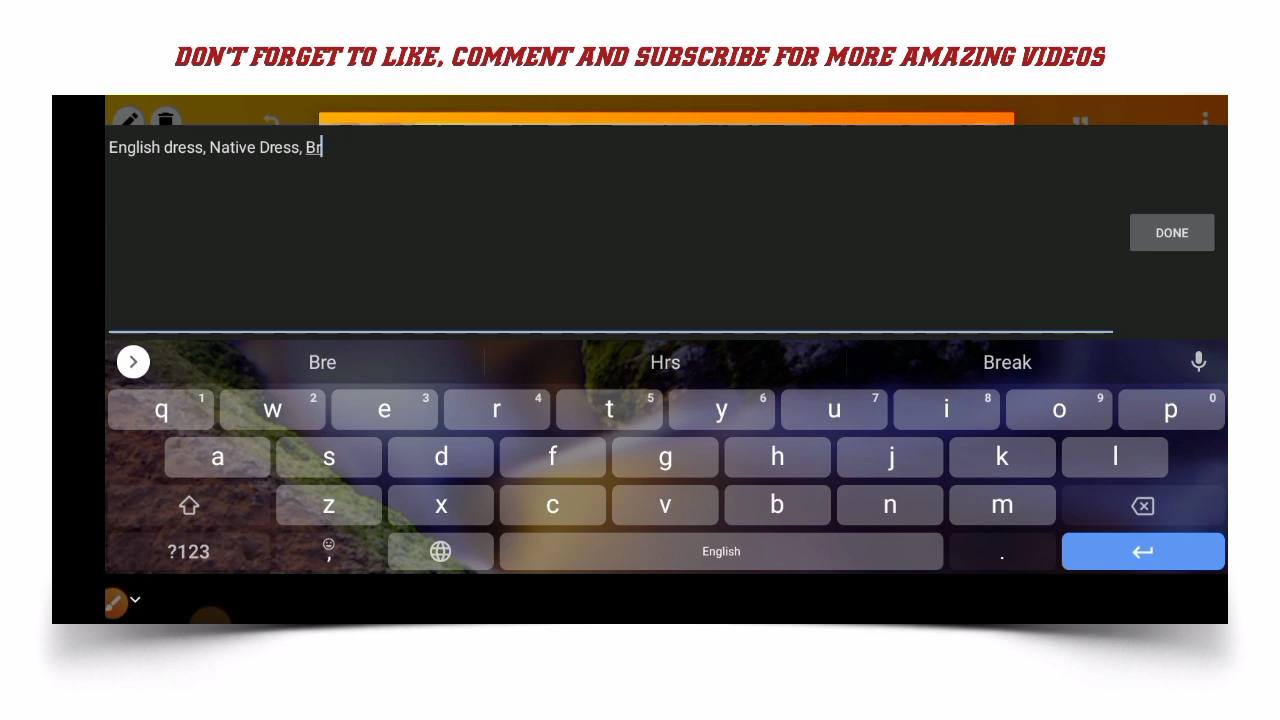 DON'T FORGET TO LIKE, COMMENT AND SUBSCRIBE FOR MORE AMAZING VIDEOS
English dress, Native Dress, Br
DONE
Bre Hrs Break
q 1 w 2 e 3 r 4 t 5 y 6 u 7 i 8 o 9 p 0
a s d f g h j k l
z x c v b n m
?123 , English .